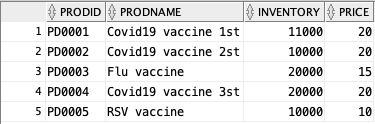 PRODID PRODNAME INVENTORY PRICE
1 PD0001 Covid19 vaccine 1st 11000 20
2 PD0002 Covid19 vaccine 2st 10000 20
3 PD0003 Flu vaccine 20000 15
4 PD0004 Covid19 vaccine 3st 20000 20
5 PD0005 RSV vaccine 10000 10